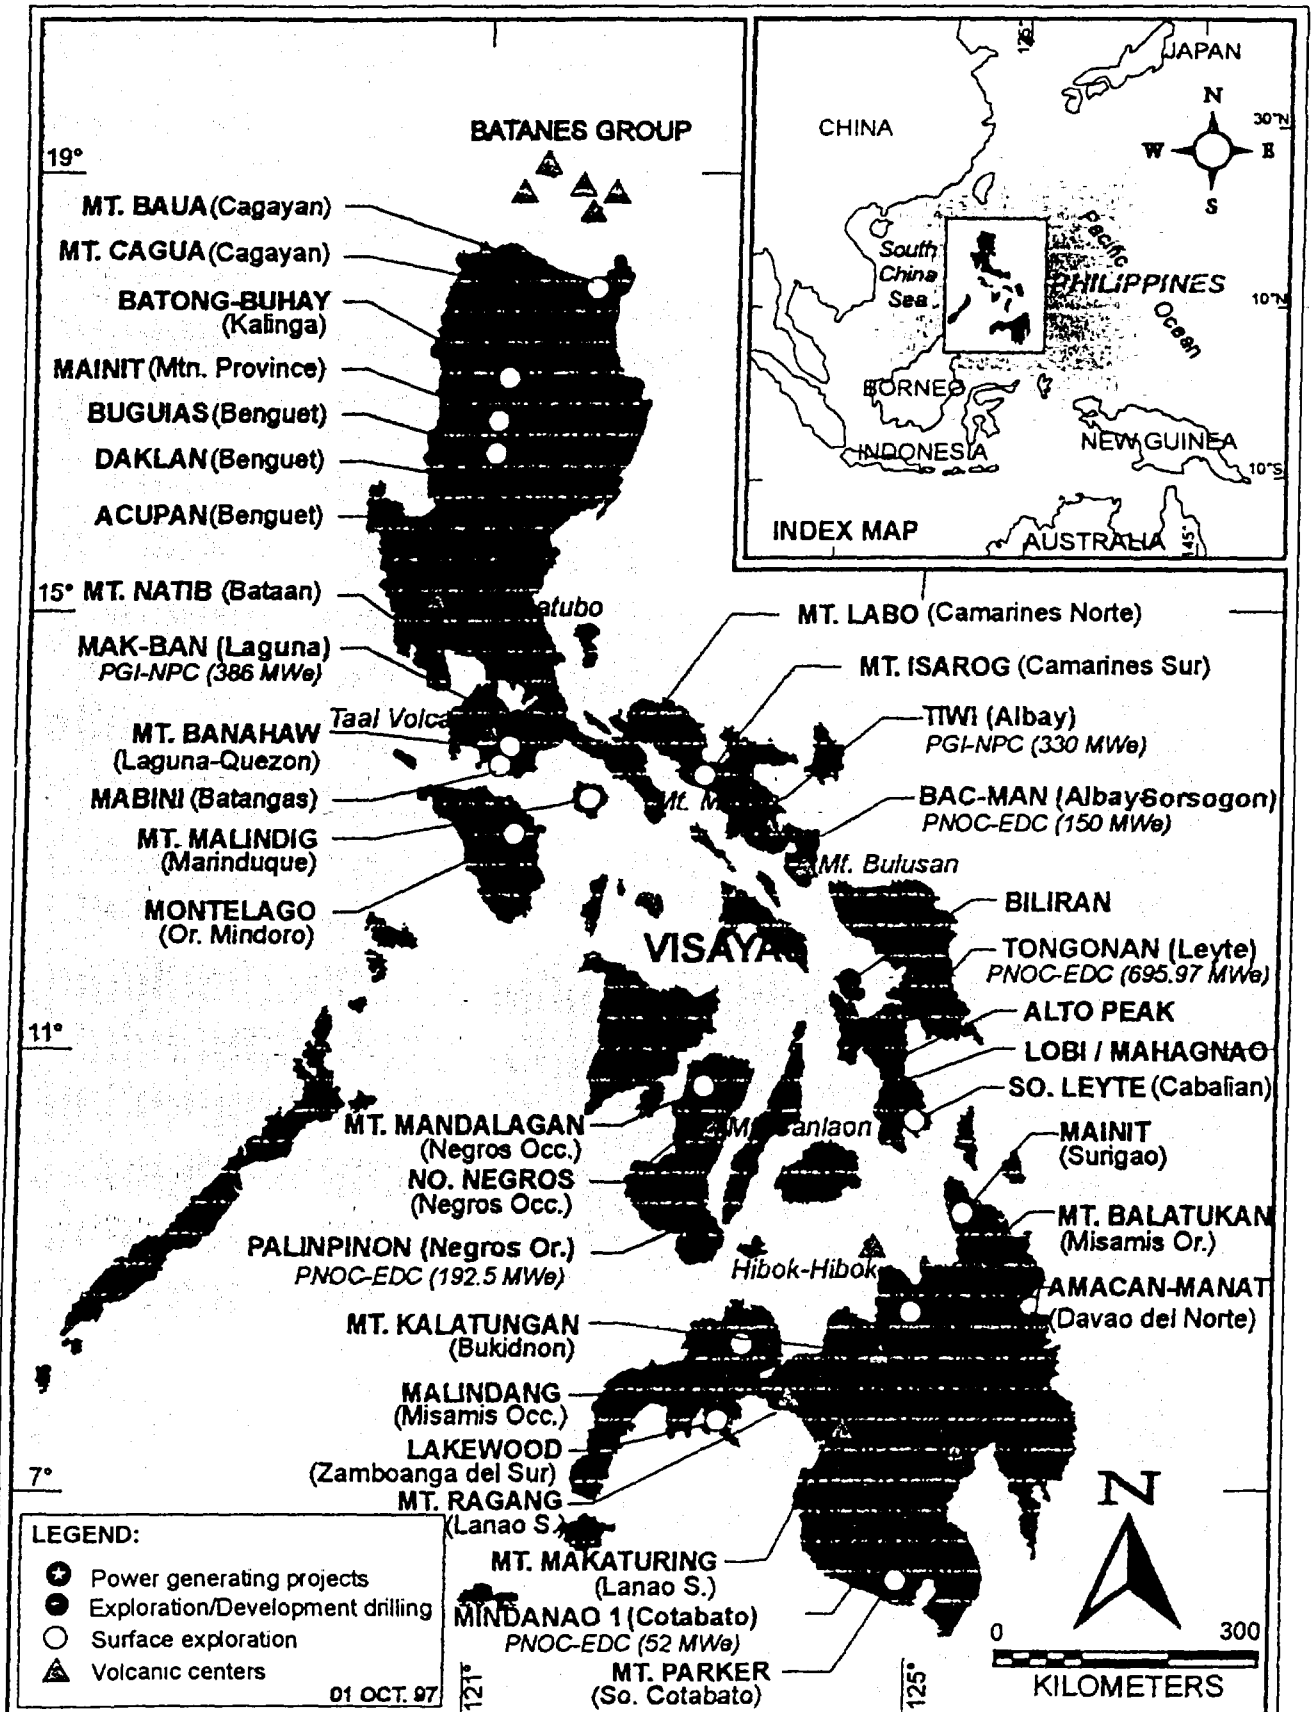 BATANES GROUP
19°
MT. BAUA (Cagayan)
MT. CAGUA (Cagayan)
BATONG-BUHAY
(Kalinga)
MAINIT (Mtn. Province)
BUGUIAS (Benguet)
DAKLAN (Benguet)
ACUPAN (Benguet)
15°
MT. NATIB (Bataan)
atubo
MAK-BAN (Laguna)
PGI-NPC (386 MWe)
Taal Volca
MT. BANAHAW
(Laguna-Quezon)
MABINI (Batangas)
MT. MALINDIG
(Marinduque)
MONTELAGO
(Or. Mindoro)
11°
125°
JAPAN
CHINA
N
30°N
W
E
S
South
China
Sea
Pacific
Ocean
PHILIPPINES
10°N
BORNEO
INDONESIA
NEW GUINEA
10°S
INDEX MAP
AUSTRALIA
145°
MT. LABO (Camarines Norte)
MT. ISAROG (Camarines Sur)
TIWI (Albay)
PGI-NPC (330 MWe)
Mt. M
BAC-MAN (Albay-Sorsogon)
PNOC-EDC (150 MWe)
Mt. Bulusan
BILIRAN
VISAYA
TONGONAN (Leyte)
PNOC-EDC (695.97 MWe)
ALTO PEAK
LOBI / MAHAGNAO
SO. LEYTE (Cabalian)
MT. MANDALAGAN
(Negros Occ.)
anlaon
MAINIT
(Surigao)
NO. NEGROS
(Negros Occ.)
MT. BALATUKAN
(Misamis Or.)
PALINPINON (Negros Or.)
PNOC-EDC (192.5 MWe)
Hibok-Hibok
AMACAN-MANAT
(Davao del Norte)
MT. KALATUNGAN
(Bukidnon)
MALINDANG
(Misamis Occ.)
LAKEWOOD
(Zamboanga del Sur)
7°
MT. RAGANG
(Lanao S.)
MT. MAKATURING
(Lanao S.)
MINDANAO 1 (Cotabato)
PNOC-EDC (52 MWe)
MT. PARKER
(So. Cotabato)
LEGEND:
Power generating projects
Exploration/Development drilling
Surface exploration
Volcanic centers
01 OCT. 97
121°
125°
N
0
300
KILOMETERS